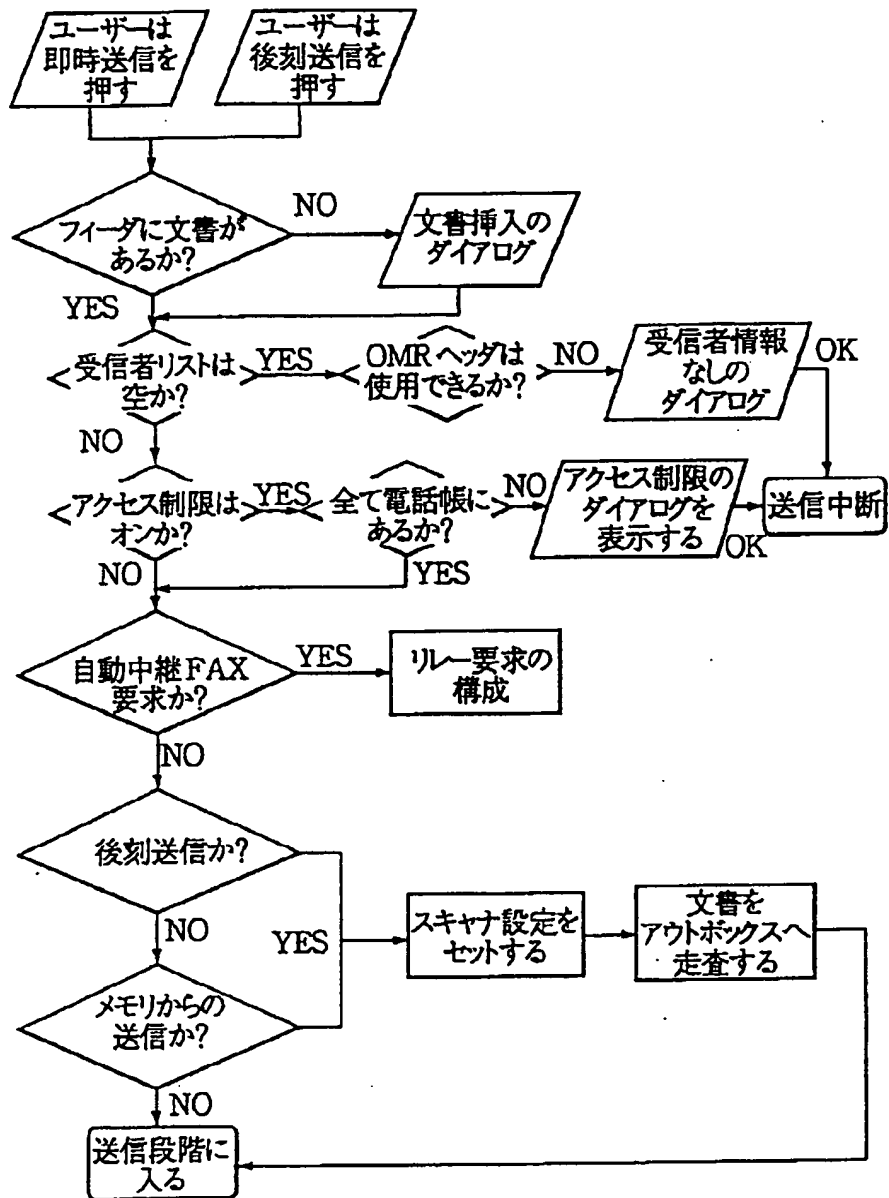 ユーザーは
即時送信を
押す
ユーザーは
後刻送信を
押す
フィーダに文書が
あるか?
NO
文書挿入の
ダイアログ
YES
受信者リストは
空か?
YES
OMRヘッダは
使用できるか?
NO
受信者情報
なしの
ダイアログ
OK
NO
アクセス制限は
オンか?
YES
全て電話帳に
あるか?
NO
アクセス制限の
ダイアログを
表示する
OK
送信中断
NO
YES
自動中継FAX
要求か?
YES
リレー要求の
構成
NO
後刻送信か?
NO
YES
スキャナ設定を
セットする
文書を
アウトボックスへ
走査する
メモリからの
送信か?
NO
送信段階に
入る